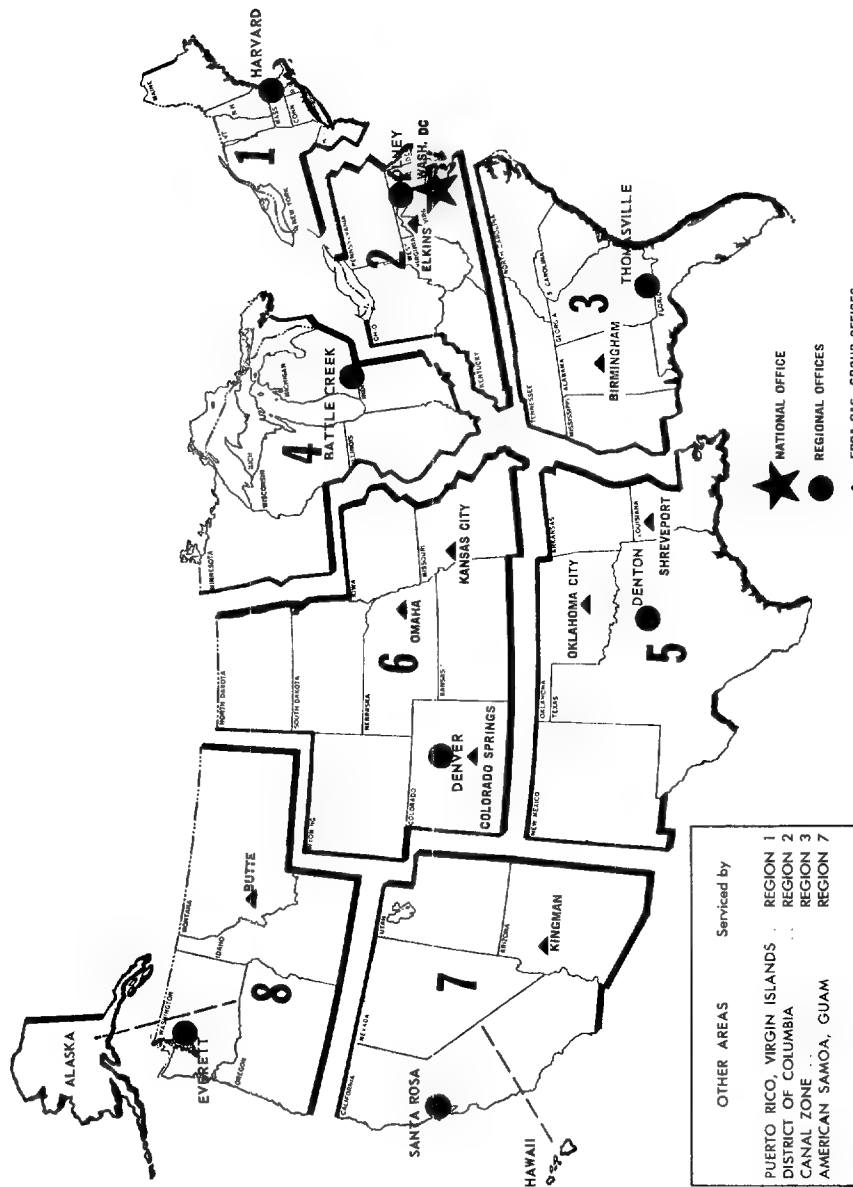 ALASKA
WASHINGTON
EVERETT
OREGON
8
MONTANA
IDAHO
BUTTE
CALIFORNIA
NEVADA
UTAH
ARIZONA
7
SANTA ROSA
KINGMAN
HAWAII
NORTH DAKOTA
SOUTH DAKOTA
NEBRASKA
KANSAS
COLORADO
IOWA
MISSOURI
6
OMAHA
KANSAS CITY
DENVER
COLORADO SPRINGS
NEW MEXICO
OKLAHOMA
TEXAS
ARKANSAS
LOUISIANA
OKLAHOMA CITY
DENTON
SHREVEPORT
5
MINNESOTA
WISCONSIN
MICH
MICHIGAN
ILLINOIS
KENTUCKY
4
BATTLE CREEK
OHIO
PENNSYLVANIA
WEST
VIRGINIA
2
OLNEY
WASH, DC
ELKINS
MAINE
VT
N H
MASS
CONN
NEW YORK
1
HARVARD
NORTH CAROLINA
TENNESSEE
S CAROLINA
GEORGIA
ALABAMA
MISSISSIPPI
FLORIDA
3
BIRMINGHAM
THOMASVILLE
NATIONAL OFFICE
REGIONAL OFFICES
OTHER AREAS Serviced by
PUERTO RICO, VIRGIN ISLANDS . REGION 1
DISTRICT OF COLUMBIA .. REGION 2
CANAL ZONE .. REGION 3
AMERICAN SAMOA, GUAM REGION 7